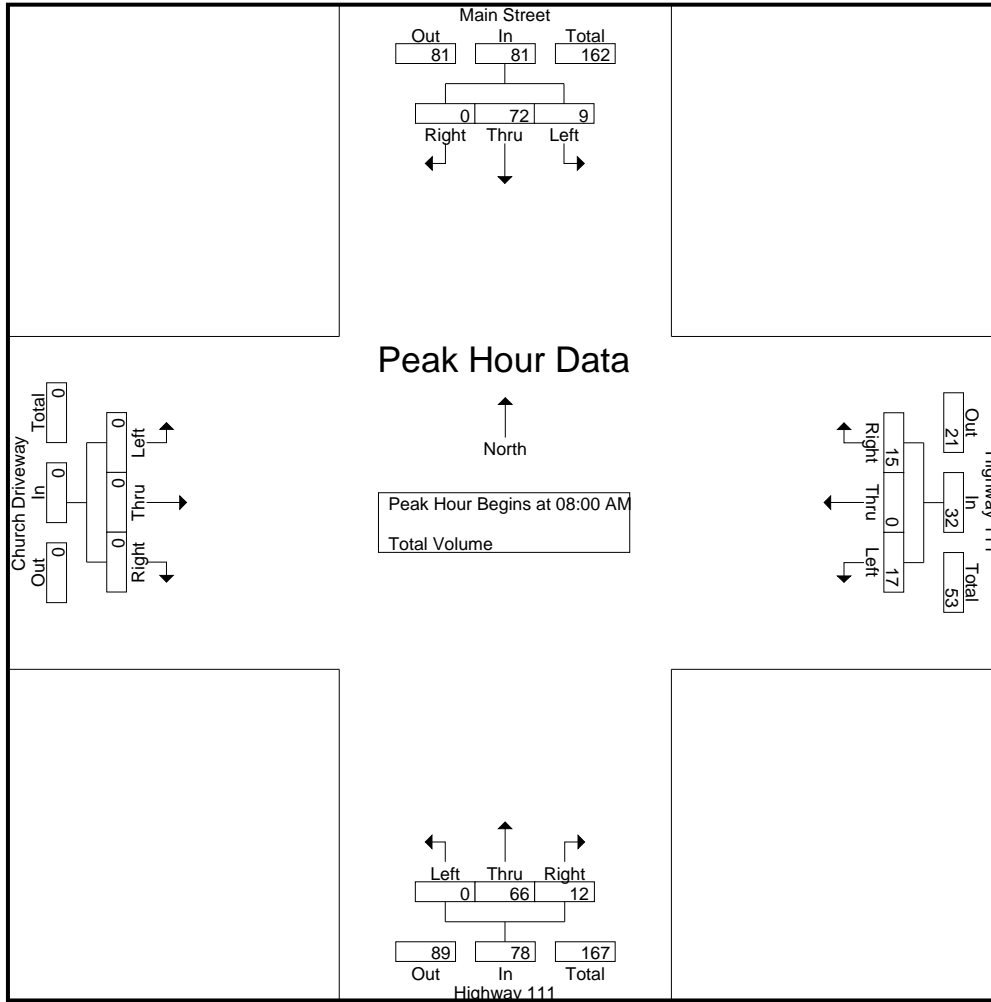 Main Street
Out In Total
81 81 162
0 72 9
Right Thru Left
Peak Hour Data
North
Peak Hour Begins at 08:00 AM
Total Volume
Church Driveway
Out In Total
0 0 0
0 0 0
Right Thru Left
Highway 111
Out In Total
21 32 53
15 0 17
Right Thru Left
Left Thru Right
0 66 12
89 78 167
Out In Total
Highway 111